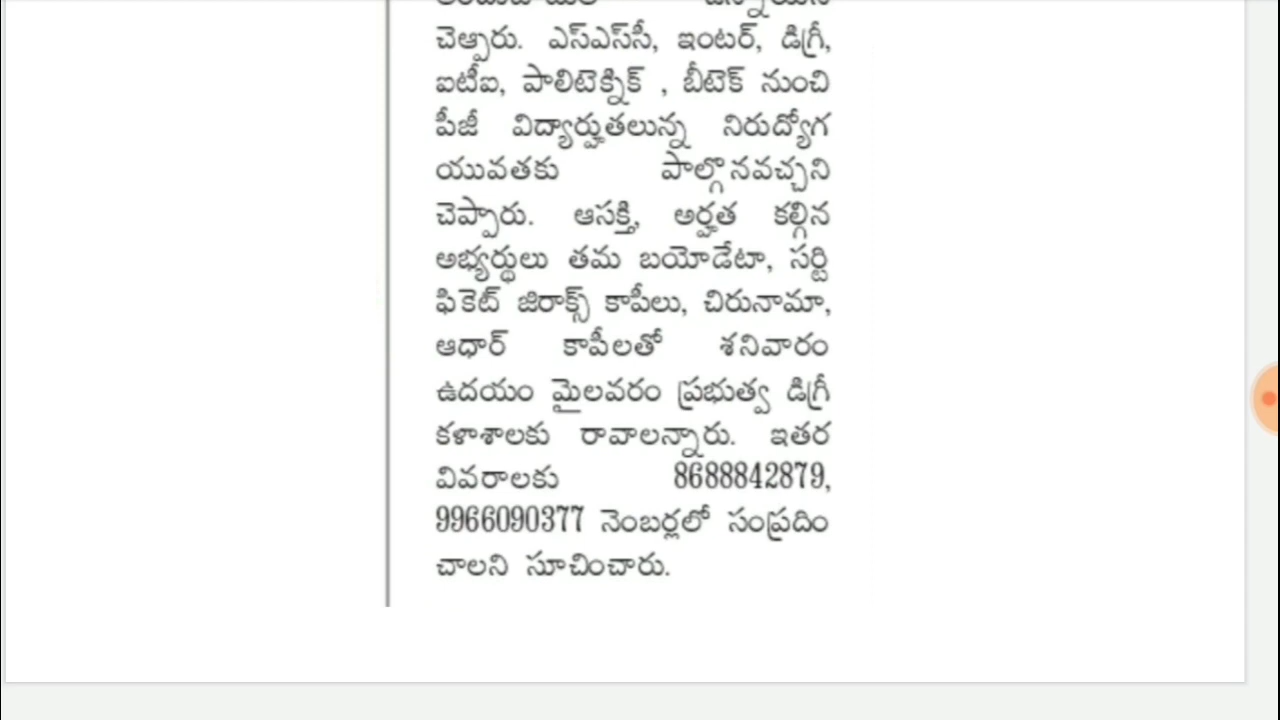 చెప్పారు. ఎస్ఎస్‌సీ, ఇంటర్, డిగ్రీ,
ఐటీఐ, పాలిటెక్నిక్ , బీటెక్ నుంచి
పీజీ విద్యార్హతలున్న నిరుద్యోగ
యువతకు పాల్గొనవచ్చని
చెప్పారు. ఆసక్తి, అర్హత కల్గిన
అభ్యర్థులు తమ బయోడేటా, సర్టి
ఫికెట్ జిరాక్స్ కాపీలు, చిరునామా,
ఆధార్ కాపీలతో శనివారం
ఉదయం మైలవరం ప్రభుత్వ డిగ్రీ
కళాశాలకు రావాలన్నారు. ఇతర
వివరాలకు 8688842879,
9966090377 నెంబర్లలో సంప్రదిం
చాలని సూచించారు.